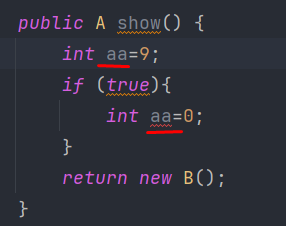 public A show() {
int aa=9;
if (true){
int aa=0;
}
return new B();
}